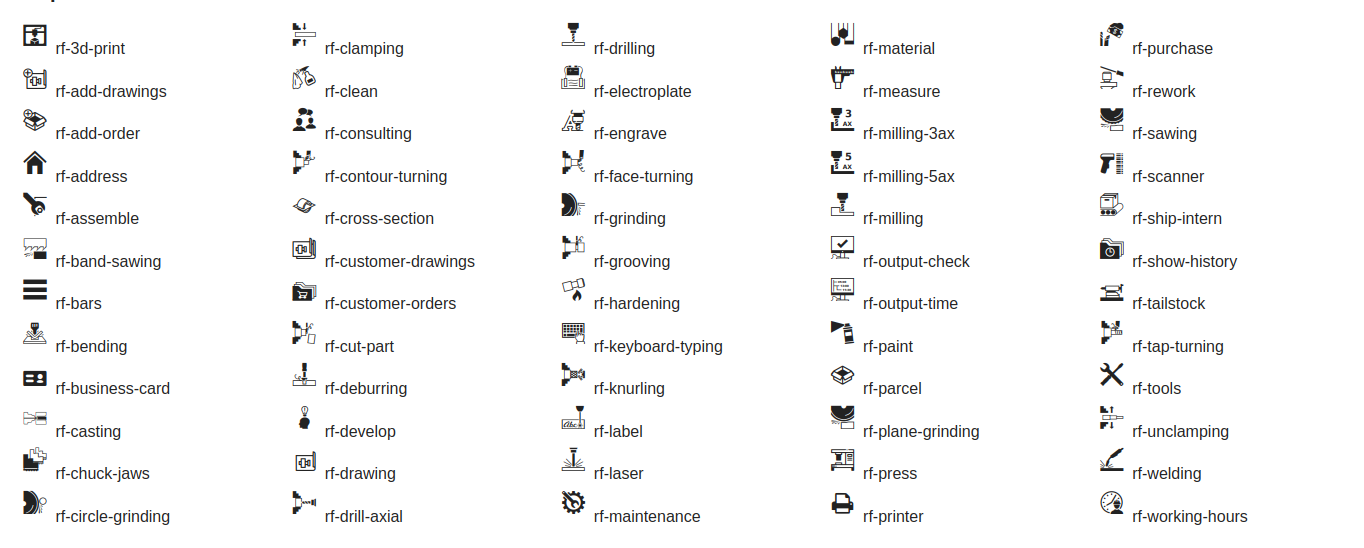 rf-3d-print
rf-add-drawings
rf-add-order
rf-address
rf-assemble
rf-band-sawing
rf-bars
rf-bending
rf-business-card
rf-casting
rf-chuck-jaws
rf-circle-grinding
rf-clamping
rf-clean
rf-consulting
rf-contour-turning
rf-cross-section
rf-customer-drawings
rf-customer-orders
rf-cut-part
rf-deburring
rf-develop
rf-drawing
rf-drill-axial
rf-drilling
rf-electroplate
rf-engrave
rf-face-turning
rf-grinding
rf-grooving
rf-hardening
rf-keyboard-typing
rf-knurling
Abc
rf-label
rf-laser
rf-maintenance
rf-material
rf-measure
3
AX
rf-milling-3ax
5
AX
rf-milling-5ax
rf-milling
rf-output-check
rf-output-time
rf-paint
rf-parcel
rf-plane-grinding
rf-press
rf-printer
rf-purchase
rf-rework
rf-sawing
rf-scanner
rf-ship-intern
rf-show-history
rf-tailstock
rf-tap-turning
rf-tools
rf-unclamping
rf-welding
rf-working-hours